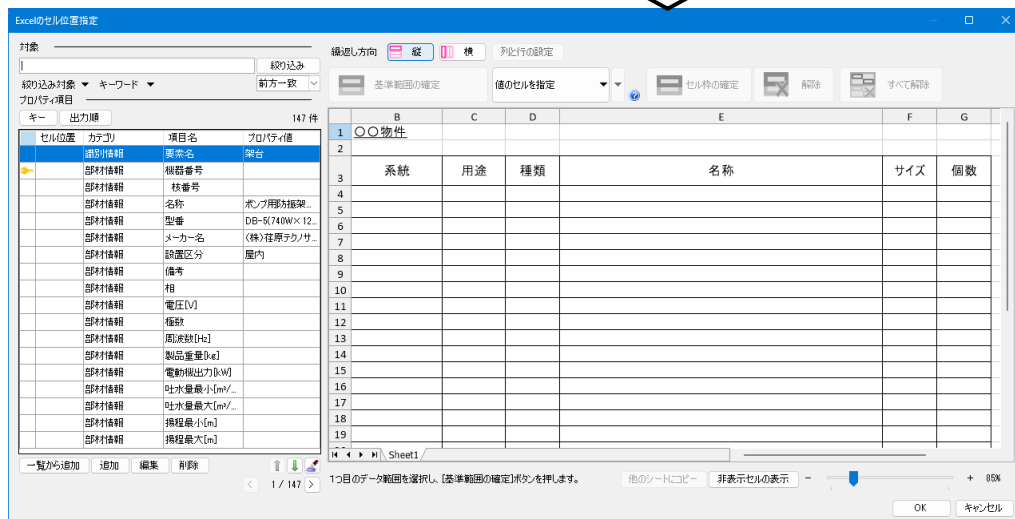 Excelのセル位置指定
対象
絞り込み
絞り込み対象 ▼ キーワード ▼ 前方一致
プロパティ項目
キー 出力順 147 件
セル位置 カテゴリ 項目名 プロパティ値
識別情報 要素名 架台
部材情報 機器番号
部材情報 枝番号
部材情報 名称 ポンプ用防振架...
部材情報 型番 DB-5(740W×12...
部材情報 メーカー名 (株)荏原テクノサ...
部材情報 設置区分 屋内
部材情報 備考
部材情報 相
部材情報 電圧[V]
部材情報 極数
部材情報 周波数[Hz]
部材情報 製品重量[kg]
部材情報 電動機出力[kW]
部材情報 吐水量最小[m³/...
部材情報 吐水量最大[m³/...
部材情報 揚程最小[m]
部材情報 揚程最大[m]
一覧から追加 追加 編集 削除
< 1 / 147 >
繰返し方向 縦 横 列と行の設定
基準範囲の確定 値のセルを指定 セル枠の確定 解除 すべて解除
B C D E F G
1 〇〇物件
2
3 系統 用途 種類 名称 サイズ 個数
4
5
6
7
8
9
10
11
12
13
14
15
16
17
18
19
Sheet1
1つ目のデータ範囲を選択し、[基準範囲の確定]ボタンを押します。 他のシートにコピー 非表示セルの表示 - + 85%
OK キャンセル